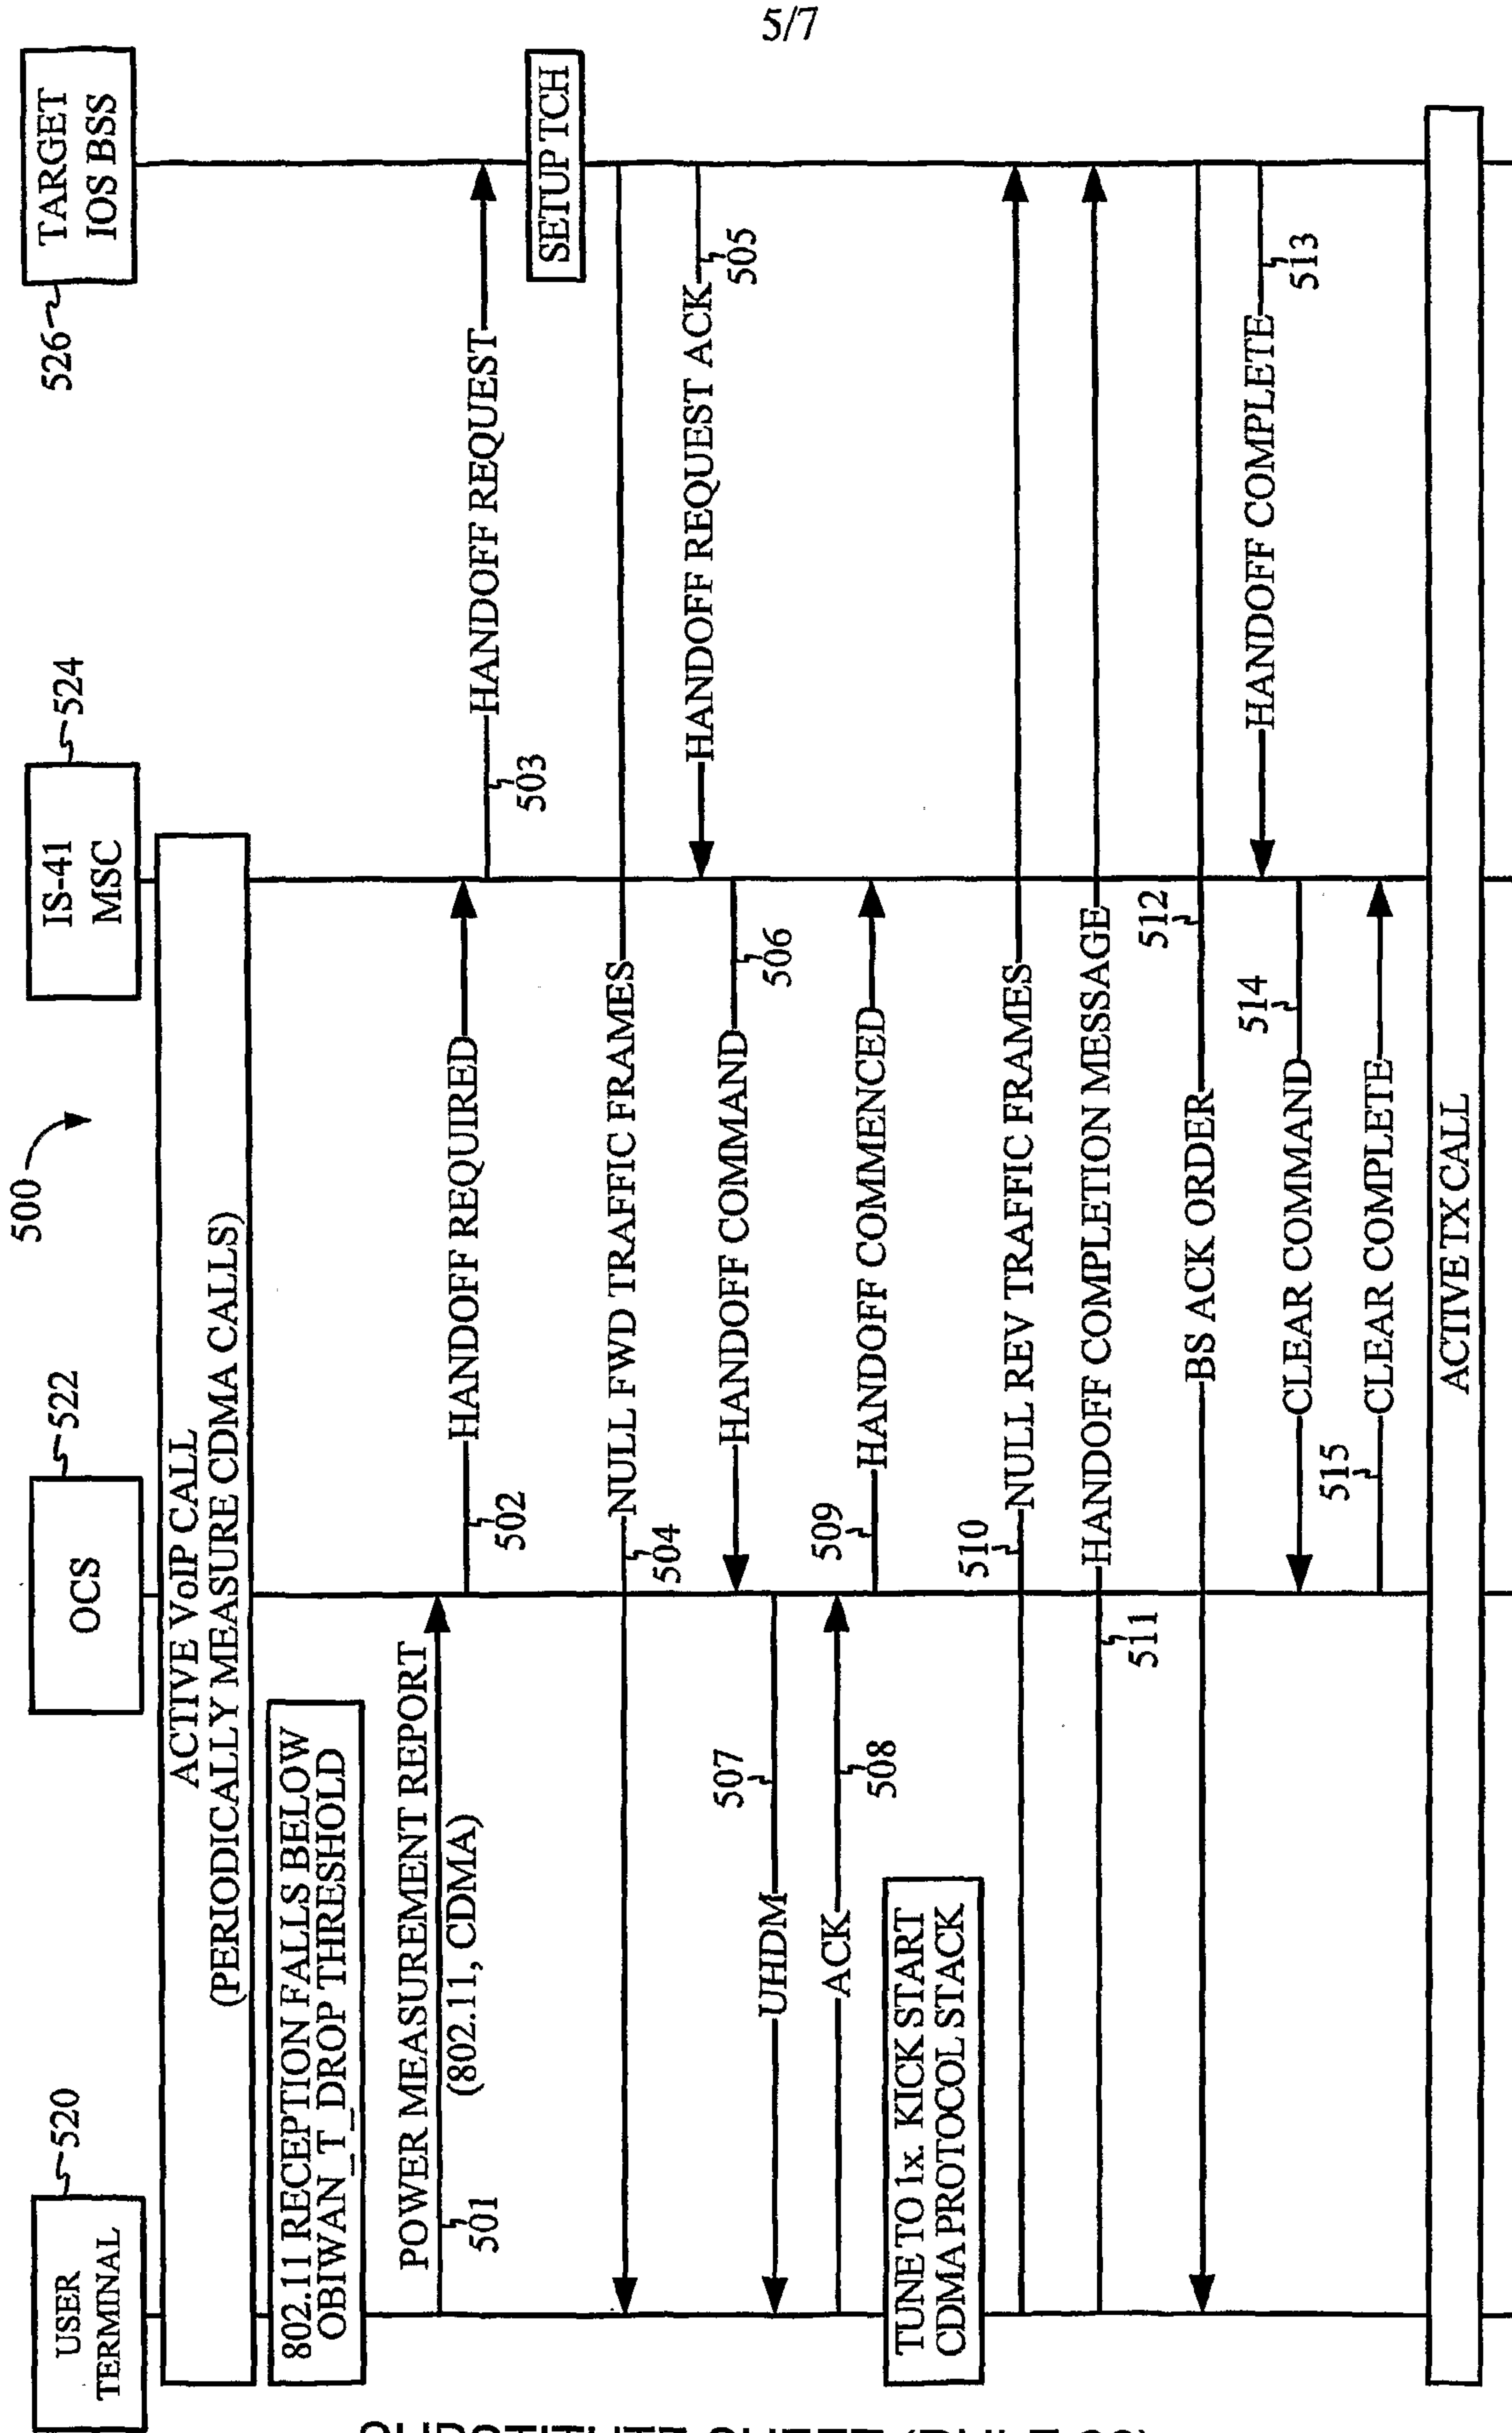 5/7
500
USER
TERMINAL
520
OCS
522
IS-41
MSC
524
TARGET
IOS BSS
526
ACTIVE VoIP CALL
(PERIODICALLY MEASURE CDMA CALLS)
802.11 RECEPTION FALLS BELOW
OBIWAN_T_DROP THRESHOLD
POWER MEASUREMENT REPORT
(802.11, CDMA)
501
HANDOFF REQUIRED
502
HANDOFF REQUEST
503
SETUP TCH
NULL FWD TRAFFIC FRAMES
504
HANDOFF REQUEST ACK
505
HANDOFF COMMAND
506
UHDM
507
ACK
508
HANDOFF COMMENCED
509
TUNE TO 1x. KICK START
CDMA PROTOCOL STACK
NULL REV TRAFFIC FRAMES
510
HANDOFF COMPLETION MESSAGE
511
BS ACK ORDER
512
HANDOFF COMPLETE
513
CLEAR COMMAND
514
CLEAR COMPLETE
515
ACTIVE TX CALL